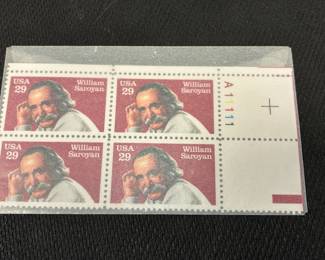 USA
29
William
Saroyan
USA
29
William
Saroyan
A11111
USA
29
William
Saroyan
USA
29
William
Saroyan